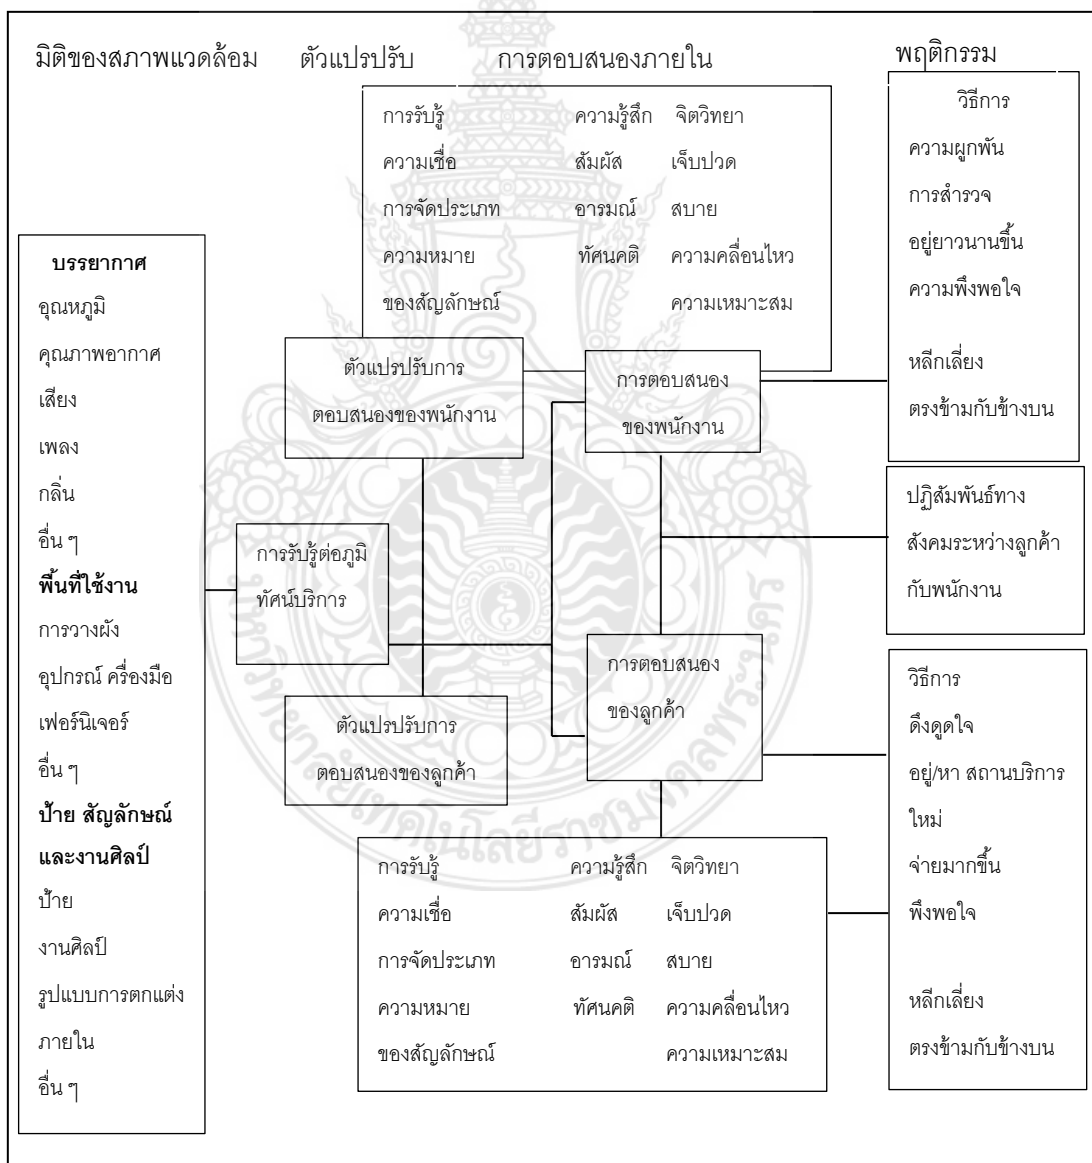 มิติของสภาพแวดล้อม ตัวแปรปรับ การตอบสนองภายใน พฤติกรรม
บรรยากาศ
อุณหภูมิ
คุณภาพอากาศ
เสียง
เพลง
กลิ่น
อื่น ๆ
พื้นที่ใช้งาน
การวางผัง
อุปกรณ์ ครื่องมือ
เฟอร์นิเจอร์
อื่น ๆ
ป้าย สัญลักษณ์
และงานศิลป์
ป้าย
งานศิลป์
รูปแบบการตกแต่ง
ภายใน
อื่น ๆ
การรับรู้ต่อภูมิ
ทัศน์บริการ
ตัวแปรปรับการ
ตอบสนองของพนักงาน
ตัวแปรปรับการ
ตอบสนองของลูกค้า
การรับรู้ ความรู้สึก จิตวิทยา
ความเชื่อ สัมผัส เจ็บปวด
การจัดประเภท อารมณ์ สบาย
ความหมาย ทัศนคติ ความคลื่อนไหว
ของสัญลักษณ์ ความเหมาะสม
การตอบสนอง
ของพนักงาน
การตอบสนอง
ของลูกค้า
การรับรู้ ความรู้สึก จิตวิทยา
ความเชื่อ สัมผัส เจ็บปวด
การจัดประเภท อารมณ์ สบาย
ความหมาย ทัศนคติ ความคลื่อนไหว
ของสัญลักษณ์ ความเหมาะสม
วิธีการ
ความผูกพัน
การสำรวจ
อยู่ยาวนานขึ้น
ความพึงพอใจ
หลีกเลี่ยง
ตรงข้ามกับข้างบน
ปฏิสัมพันธ์ทาง
สังคมระหว่างลูกค้า
กับพนักงาน
วิธีการ
ดึงดูดใจ
อยู่/หา สถานบริการ
ใหม่
จ่ายมากขึ้น
พึงพอใจ
หลีกเลี่ยง
ตรงข้ามกับข้างบน
มหาวิทยาลัยเทคโนโลยีราชมงคลพระนคร